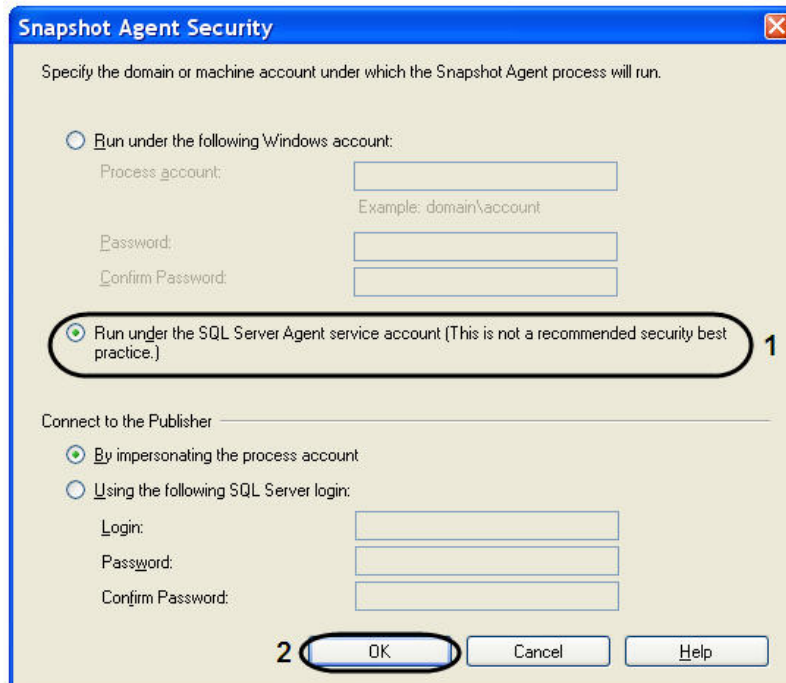 Snapshot Agent Security
Specify the domain or machine account under which the Snapshot Agent process will run.
Run under the following Windows account:
Process account:
Example: domain\account
Password:
Confirm Password:
Run under the SQL Server Agent service account (This is not a recommended security best
practice.)
1
Connect to the Publisher
By impersonating the process account
Using the following SQL Server login:
Login:
Password:
Confirm Password:
2 OK Cancel Help